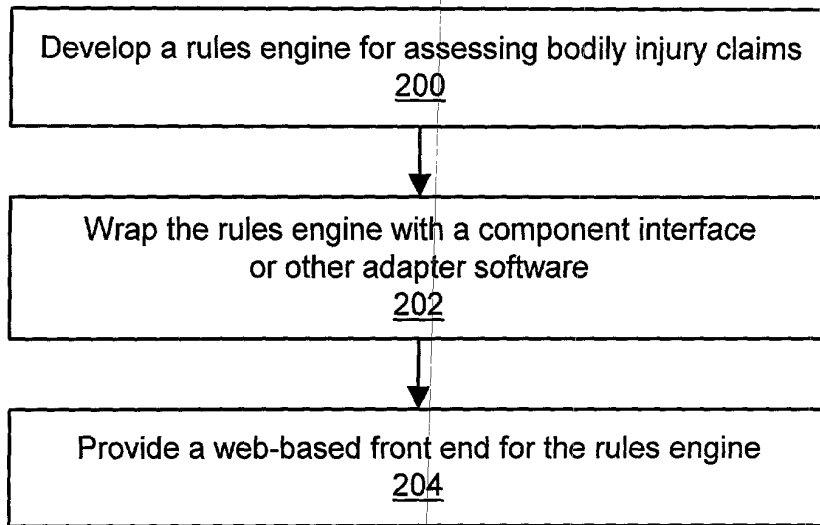 Develop a rules engine for assessing bodily injury claims
200
Wrap the rules engine with a component interface
or other adapter software
202
Provide a web-based front end for the rules engine
204